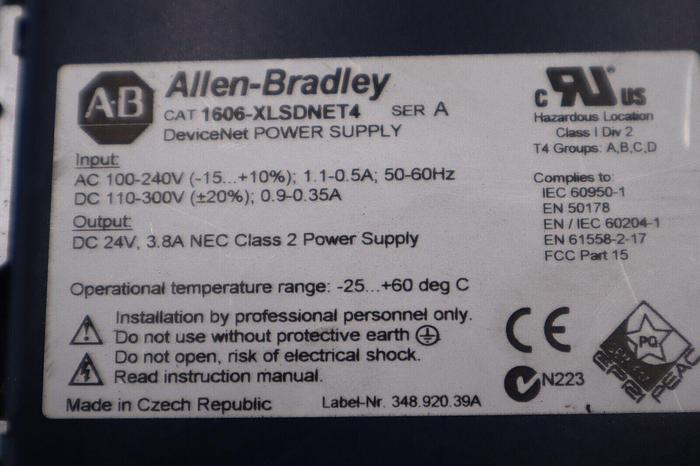 A-B
Allen-Bradley
CAT 1606-XLSDNET4 SER A
DeviceNet POWER SUPPLY
Input:
AC 100-240V (-15...+10%); 1.1-0.5A; 50-60Hz
DC 110-300V (±20%); 0.9-0.35A
Output:
DC 24V, 3.8A NEC Class 2 Power Supply
Operational temperature range: -25...+60 deg C
Installation by professional personnel only.
Do not use without protective earth
Do not open, risk of electrical shock.
Read instruction manual.
Made in Czech Republic
Label-Nr. 348.920.39A
c RU US
Hazardous Location
Class I Div 2
T4 Groups: A,B,C,D
Complies to:
IEC 60950-1
EN 50178
EN / IEC 60204-1
EN 61558-2-17
FCC Part 15
CE
N223
PG